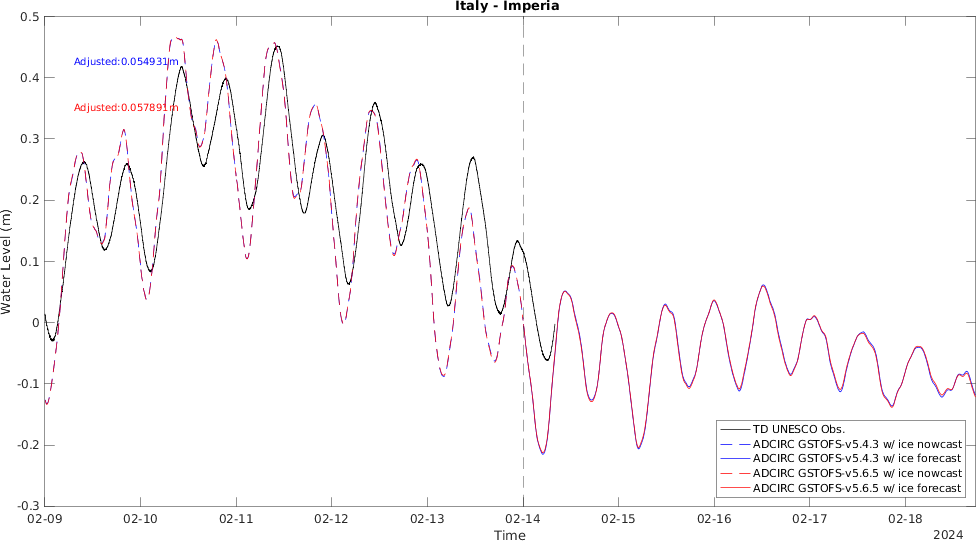 Italy - Imperia
Adjusted:0.054931m
Adjusted:0.057891m
Water Level (m)
0.5
0.4
0.3
0.2
0.1
0
-0.1
-0.2
-0.3
TD UNESCO Obs.
ADCIRC GSTOFS-v5.4.3 w/ ice nowcast
ADCIRC GSTOFS-v5.4.3 w/ ice forecast
ADCIRC GSTOFS-v5.6.5 w/ ice nowcast
ADCIRC GSTOFS-v5.6.5 w/ ice forecast
02-09 02-10 02-11 02-12 02-13 02-14 02-15 02-16 02-17 02-18
Time
2024